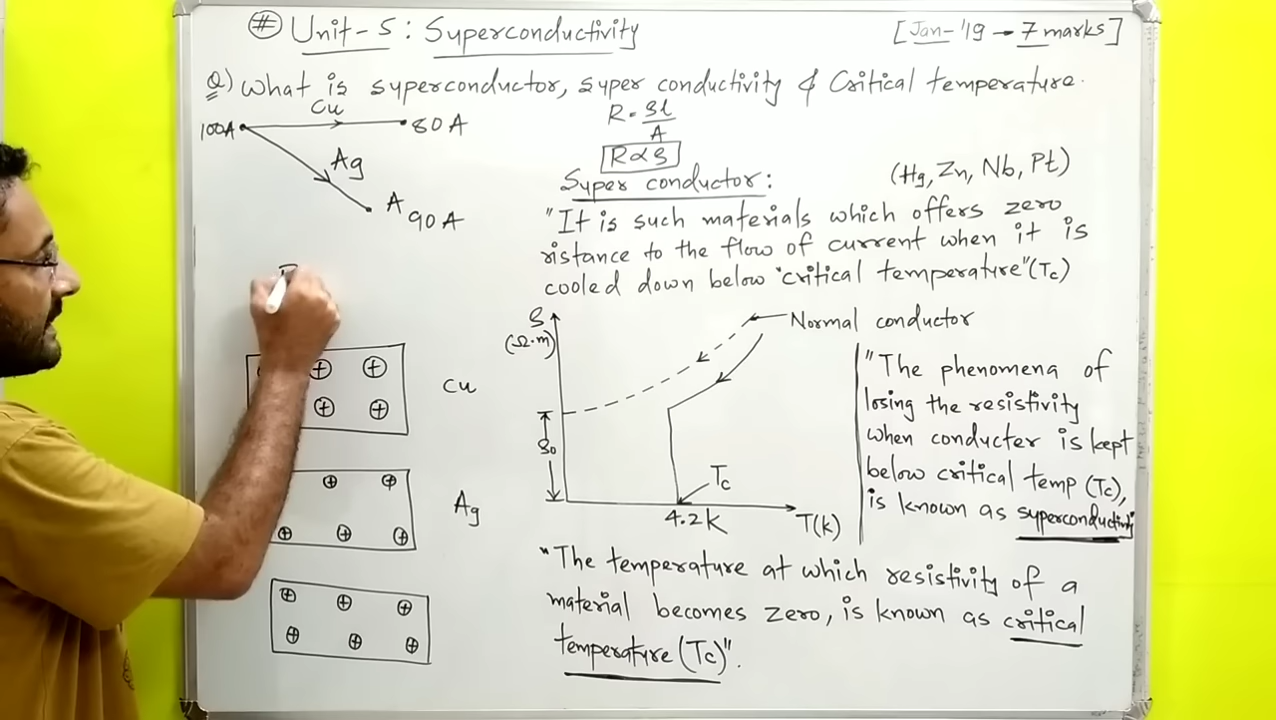 # Unit-5 : Superconductivity
[Jan-'19 → 7 marks]
Q) What is superconductor, super conductivity & Critical temperature.
Cu
100A
80A
Ag
A
90A
R = ρl
A
R ∝ ρ
Super conductor:
(Hg, Zn, Nb, Pt)
"It is such materials which offers zero
ristance to the flow of current when it is
cooled down below "critical temperature" (Tc)
ρ
(Ω·m)
Normal conductor
ρ₀
Tc
4.2K
T(k)
"The phenomena of
losing the resistivity
when conducter is kept
below critical temp (Tc),
is known as superconductivity
"The temperature at which resistivity of a
material becomes zero, is known as critical
temperature (Tc)".
+ +
+ +
Cu
+ +
+ + +
Ag
+ + +
+ + +